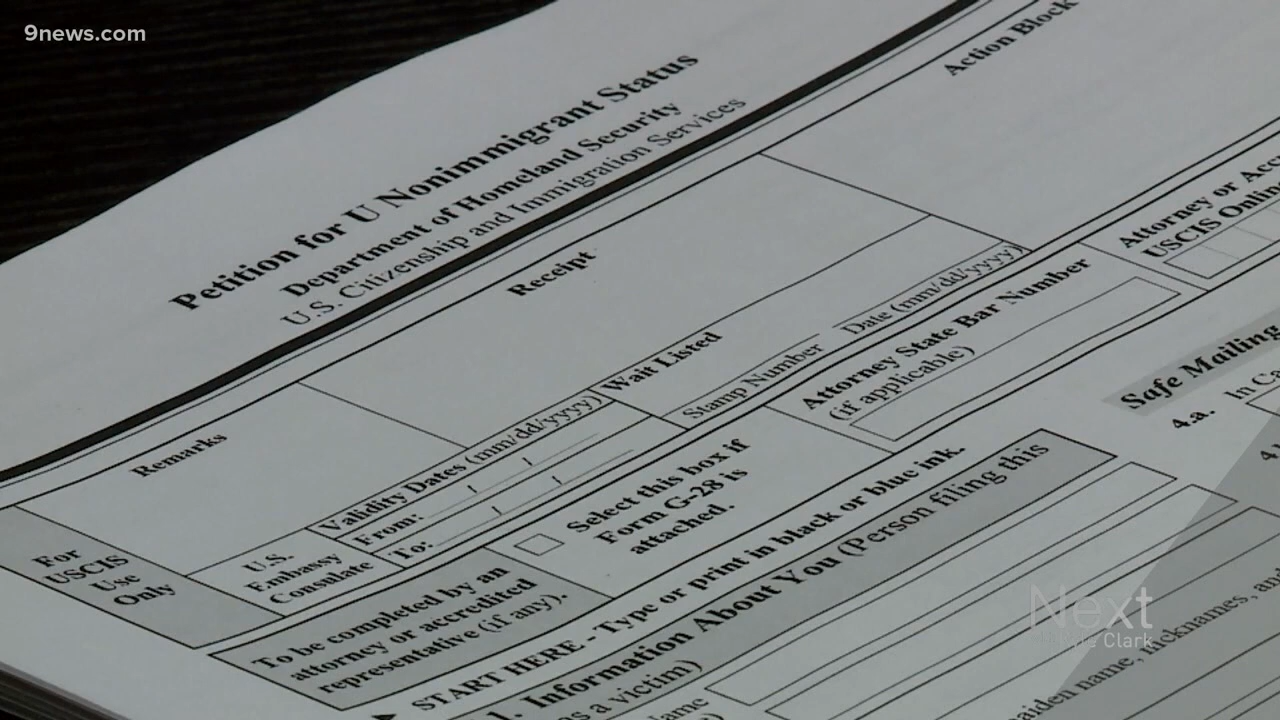 9news.com
Petition for U Nonimmigrant Status
Department of Homeland Security
U.S. Citizenship and Immigration Services
Action Block
Receipt
Remarks
For
USCIS
Use
Only
Validity Dates (mm/dd/yyyy)
From: / /
To: / /
Wait Listed
Stamp Number
Date (mm/dd/yyyy)
U.S.
Embassy
Consulate
To be completed by an
attorney or accredited
representative (if any).
Select this box if
Form G-28 is
attached.
Attorney State Bar Number
(if applicable)
Attorney or
USCIS Online
START HERE - Type or print in black or blue ink.
1. Information About You (Person filing this
as a victim)
Safe Mailing
4.a. In
name, nicknames, and
Next
Clark